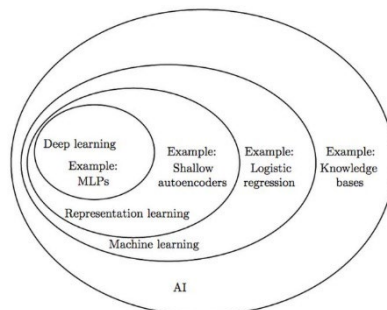 Deep learning
Example:
MLPs
Example:
Shallow
autoencoders
Example:
Logistic
regression
Example:
Knowledge
bases
Representation learning
Machine learning
AI